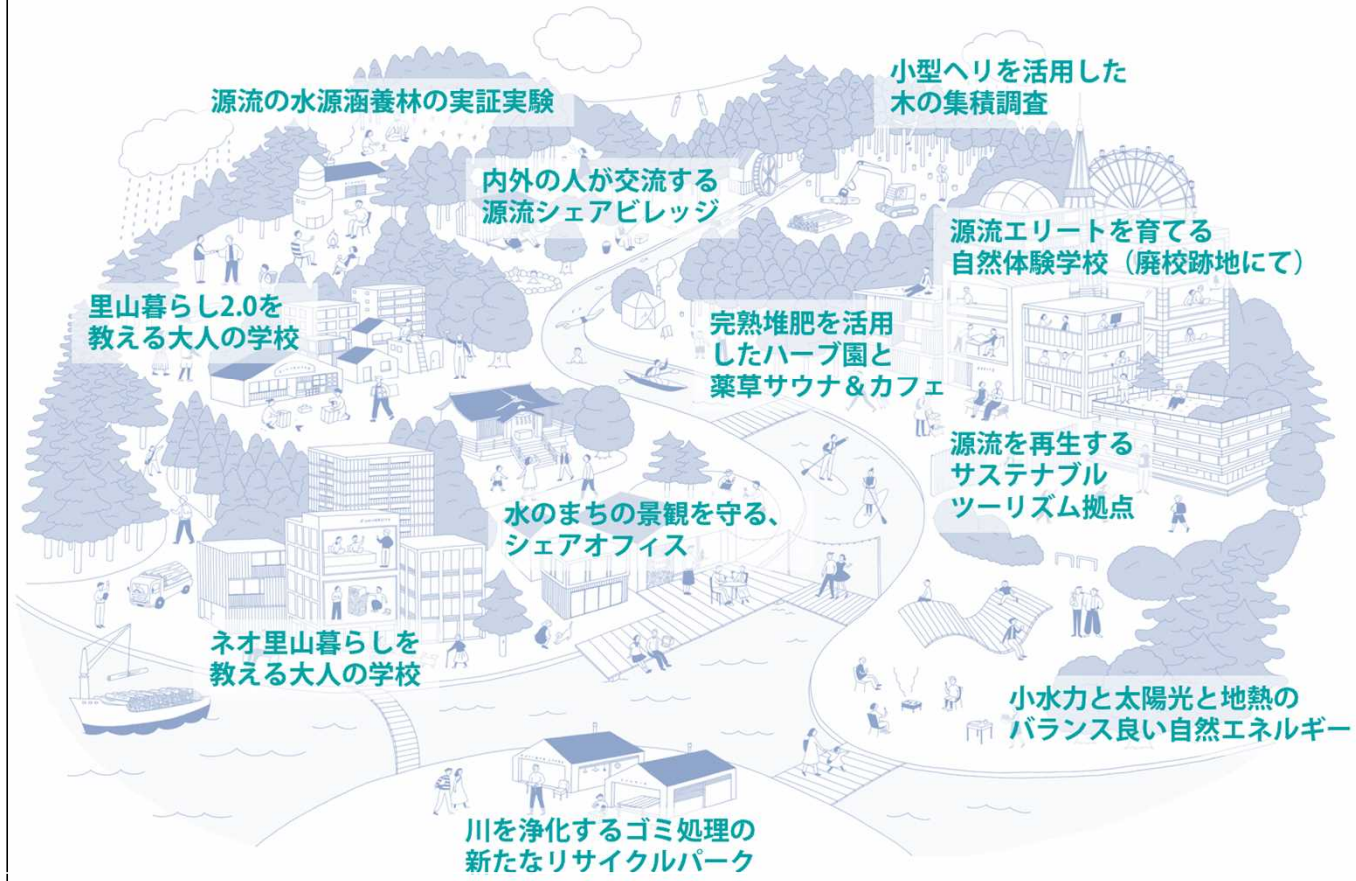 小型ヘリを活用した
木の集積調査
源流の水源涵養林の実証実験
内外の人が交流する
源流シェアビレッジ
源流エリートを育てる
自然体験学校（廃校跡地にて）
里山暮らし2.0を
教える大人の学校
完熟堆肥を活用
したハーブ園と
薬草サウナ＆カフェ
源流を再生する
サステナブル
ツーリズム拠点
水のまちの景観を守る、
シェアオフィス
ネオ里山暮らしを
教える大人の学校
小水力と太陽光と地熱の
バランス良い自然エネルギー
川を浄化するゴミ処理の
新たなリサイクルパーク